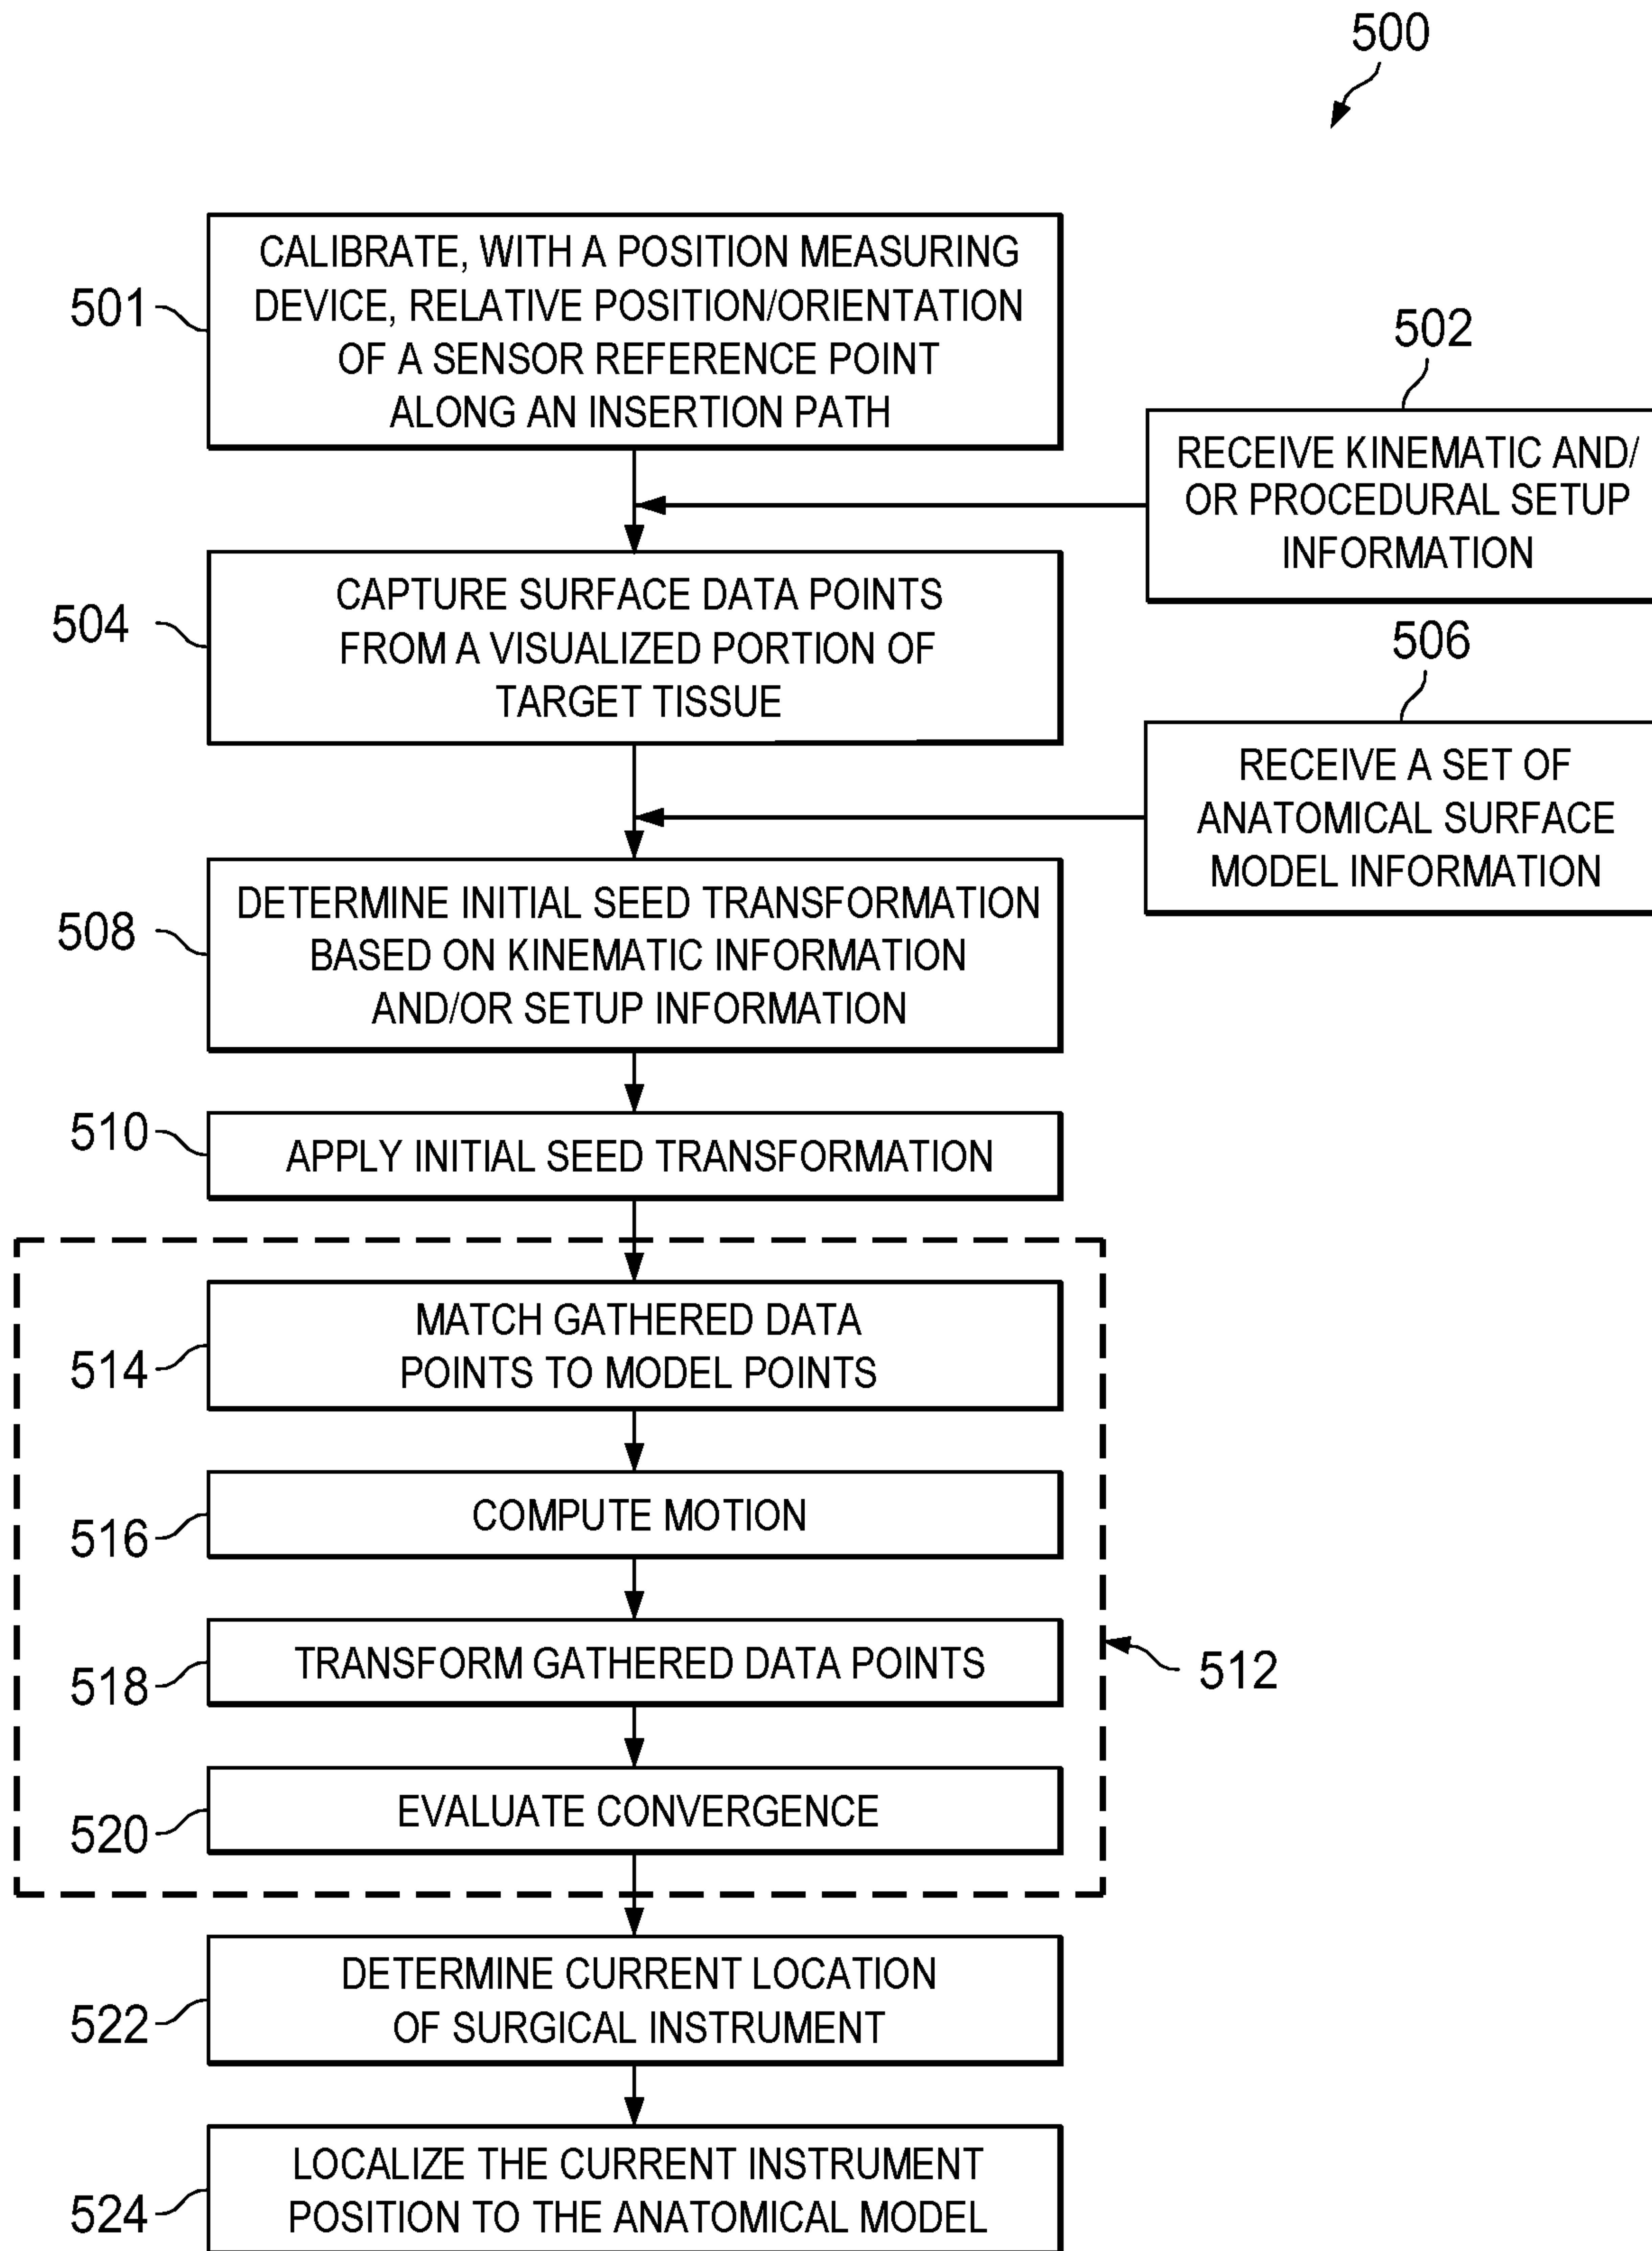 500
501
CALIBRATE, WITH A POSITION MEASURING
DEVICE, RELATIVE POSITION/ORIENTATION
OF A SENSOR REFERENCE POINT
ALONG AN INSERTION PATH
502
RECEIVE KINEMATIC AND/
OR PROCEDURAL SETUP
INFORMATION
504
CAPTURE SURFACE DATA POINTS
FROM A VISUALIZED PORTION OF
TARGET TISSUE
506
RECEIVE A SET OF
ANATOMICAL SURFACE
MODEL INFORMATION
508
DETERMINE INITIAL SEED TRANSFORMATION
BASED ON KINEMATIC INFORMATION
AND/OR SETUP INFORMATION
510
APPLY INITIAL SEED TRANSFORMATION
514
MATCH GATHERED DATA
POINTS TO MODEL POINTS
516
COMPUTE MOTION
518
TRANSFORM GATHERED DATA POINTS
512
520
EVALUATE CONVERGENCE
522
DETERMINE CURRENT LOCATION
OF SURGICAL INSTRUMENT
524
LOCALIZE THE CURRENT INSTRUMENT
POSITION TO THE ANATOMICAL MODEL